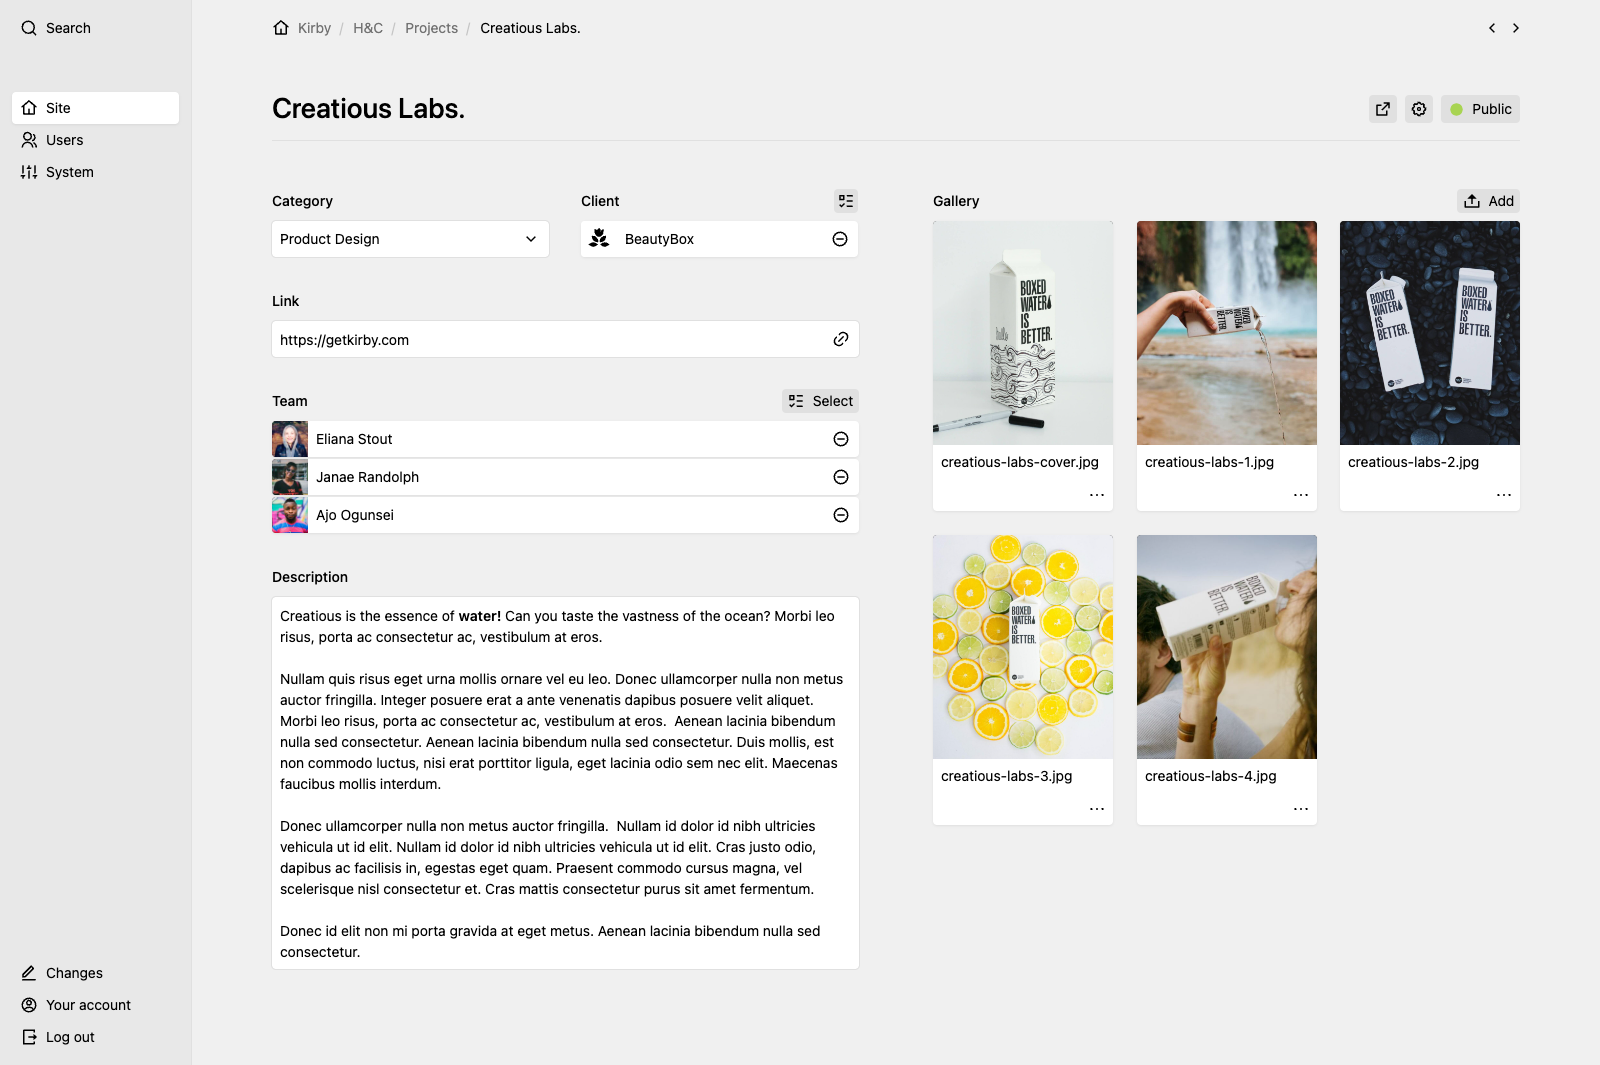 Search
Site
Users
System
Changes
Your account
Log out
Kirby / H&C / Projects / Creatious Labs.
Creatious Labs.
Public
Category
Product Design
Client
BeautyBox
Link
https://getkirby.com
Team
Select
Eliana Stout
Janae Randolph
Ajo Ogunsei
Description
Creatious is the essence of water! Can you taste the vastness of the ocean? Morbi leo
risus, porta ac consectetur ac, vestibulum at eros.
Nullam quis risus eget urna mollis ornare vel eu leo. Donec ullamcorper nulla non metus
auctor fringilla. Integer posuere erat a ante venenatis dapibus posuere velit aliquet.
Morbi leo risus, porta ac consectetur ac, vestibulum at eros.  Aenean lacinia bibendum
nulla sed consectetur. Aenean lacinia bibendum nulla sed consectetur. Duis mollis, est
non commodo luctus, nisi erat porttitor ligula, eget lacinia odio sem nec elit. Maecenas
faucibus mollis interdum.
Donec ullamcorper nulla non metus auctor fringilla.  Nullam id dolor id nibh ultricies
vehicula ut id elit. Nullam id dolor id nibh ultricies vehicula ut id elit. Cras justo odio,
dapibus ac facilisis in, egestas eget quam. Praesent commodo cursus magna, vel
scelerisque nisl consectetur et. Cras mattis consectetur purus sit amet fermentum.
Donec id elit non mi porta gravida at eget metus. Aenean lacinia bibendum nulla sed
consectetur.
Gallery
Add
BOXED
WATER
IS
BETTER.
hello
creatious-labs-cover.jpg
BOXED
WATER
IS
BETTER.
creatious-labs-1.jpg
BOXED
WATER
IS
BETTER.
BOXED
WATER
IS
BETTER.
creatious-labs-2.jpg
BOXED
WATER
IS
BETTER.
creatious-labs-3.jpg
BOXED
WATER
IS
BETTER.
creatious-labs-4.jpg